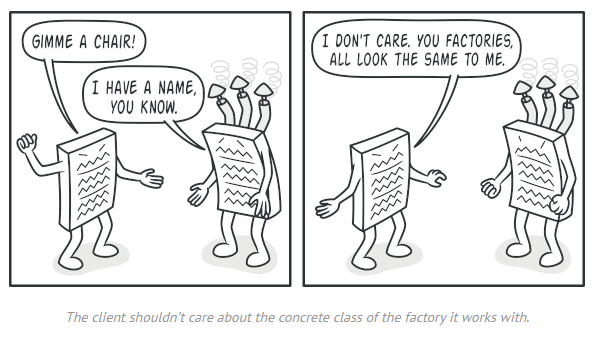 GIMME A CHAIR!
I HAVE A NAME,
YOU KNOW.
I DON'T CARE. YOU FACTORIES,
ALL LOOK THE SAME TO ME.
The client shouldn't care about the concrete class of the factory it works with.